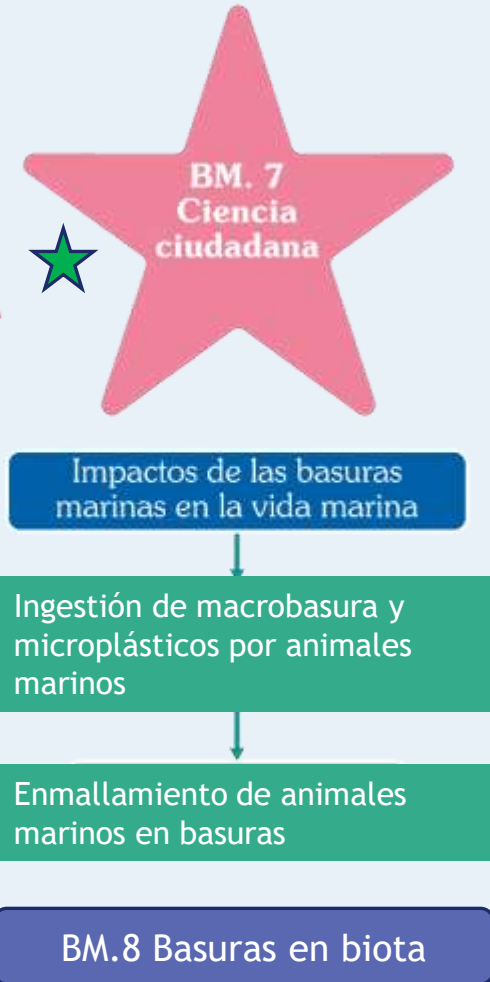 BM. 7
Ciencia
ciudadana
Impactos de las basuras
marinas en la vida marina
Ingestión de macrobasura y
microplásticos por animales
marinos
Enmallamiento de animales
marinos en basuras
BM.8 Basuras en biota